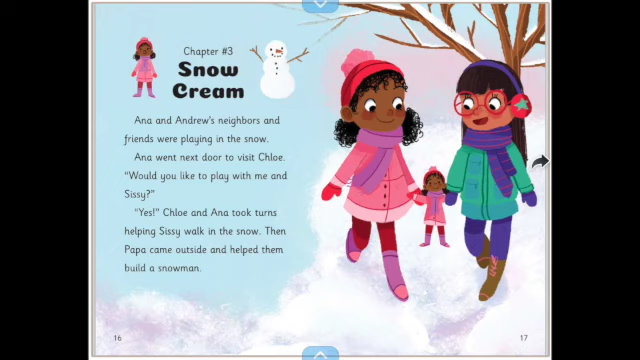 Chapter #3
Snow
Cream
Ana and Andrew's neighbors and
friends were playing in the snow.
Ana went next door to visit Chloe.
"Would you like to play with me and
Sissy?"
"Yes!" Chloe and Ana took turns
helping Sissy walk in the snow. Then
Papa came outside and helped them
build a snowman.
16
17